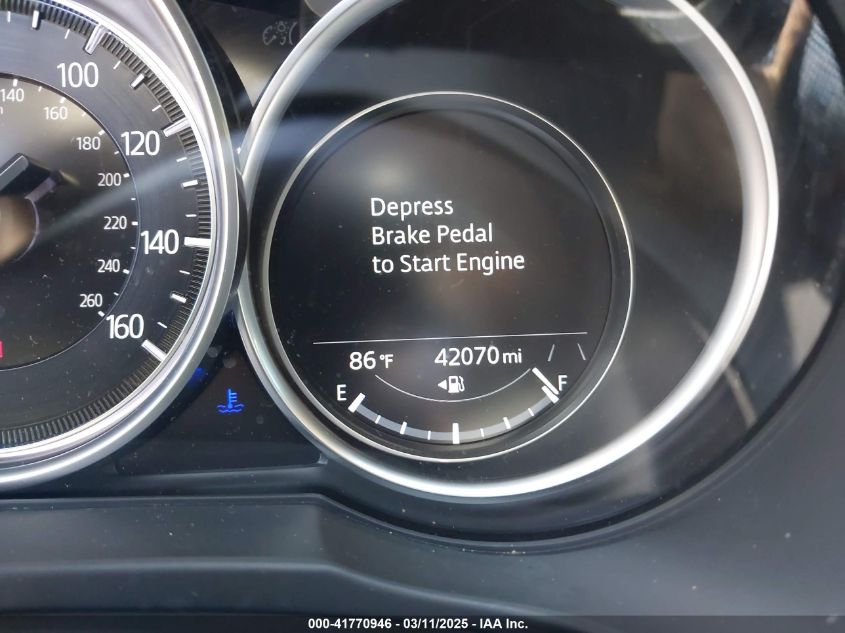 100
120
140
160
140
160
180
200
220
240
260
Depress
Brake Pedal
to Start Engine
86°F 42070 mi
E F
000-41770946 - 03/11/2025 - IAA Inc.